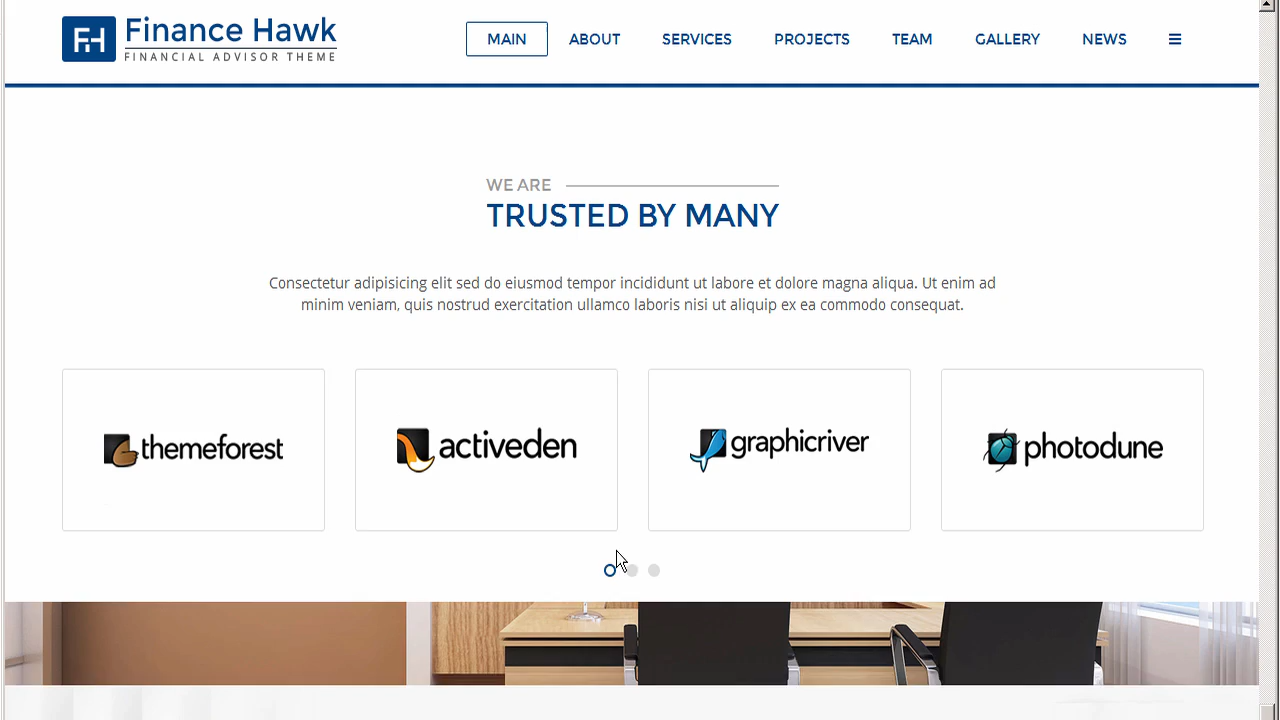 FH
Finance Hawk
FINANCIAL ADVISOR THEME
MAIN ABOUT SERVICES PROJECTS TEAM GALLERY NEWS
WE ARE
TRUSTED BY MANY
Consectetur adipisicing elit sed do eiusmod tempor incididunt ut labore et dolore magna aliqua. Ut enim ad
minim veniam, quis nostrud exercitation ullamco laboris nisi ut aliquip ex ea commodo consequat.
themeforest
activeden
graphicriver
photodune